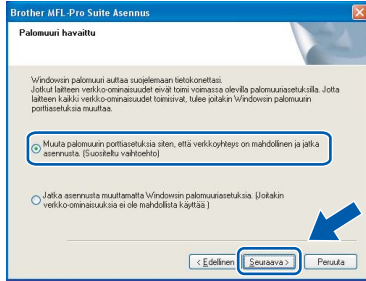 Brother MFL-Pro Suite Asennus
Palomuuri havaittu
Windowsin palomuuri auttaa suojelemaan tietokonettasi.
Jotkut laitteen verkko-ominaisuudet eivät toimi voimassa olevilla palomuuriasetuksilla. Jotta
laitteen kaikki verkko-ominaisuudet toimisivat, tulee joitakin Windowsin palomuurin
porttiasetuksia muuttaa.
Muuta palomuurin porttiasetuksia siten, että verkkoyhteys on mahdollinen ja jatka
asennusta. (Suositeltu vaihtoehto)
Jatka asennusta muuttamatta Windowsin palomuuriasetuksia. (Joitakin
verkko-ominaisuuksia ei ole mahdollista käyttää )
< Edellinen Seuraava > Peruuta